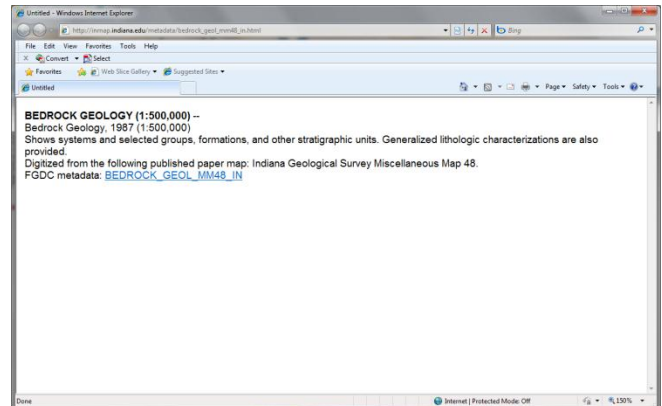 Untitled - Windows Internet Explorer
http://inmap.indiana.edu/metadata/bedrock_geol_mm48_in.html
Bing
File Edit View Favorites Tools Help
X Convert Select
Favorites Web Slice Gallery Suggested Sites
Untitled
Page Safety Tools
BEDROCK GEOLOGY (1:500,000) --
Bedrock Geology, 1987 (1:500,000)
Shows systems and selected groups, formations, and other stratigraphic units. Generalized lithologic characterizations are also
provided.
Digitized from the following published paper map: Indiana Geological Survey Miscellaneous Map 48.
FGDC metadata: BEDROCK_GEOL_MM48_IN
Done
Internet | Protected Mode: Off
150%